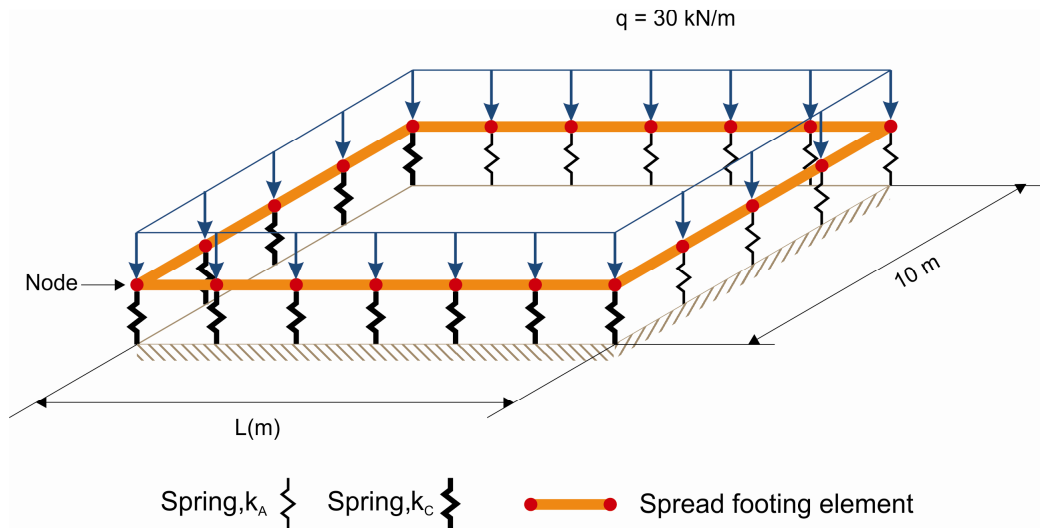 q = 30 kN/m
Node
10 m
L(m)
Spring,kA Spring,kC Spread footing element